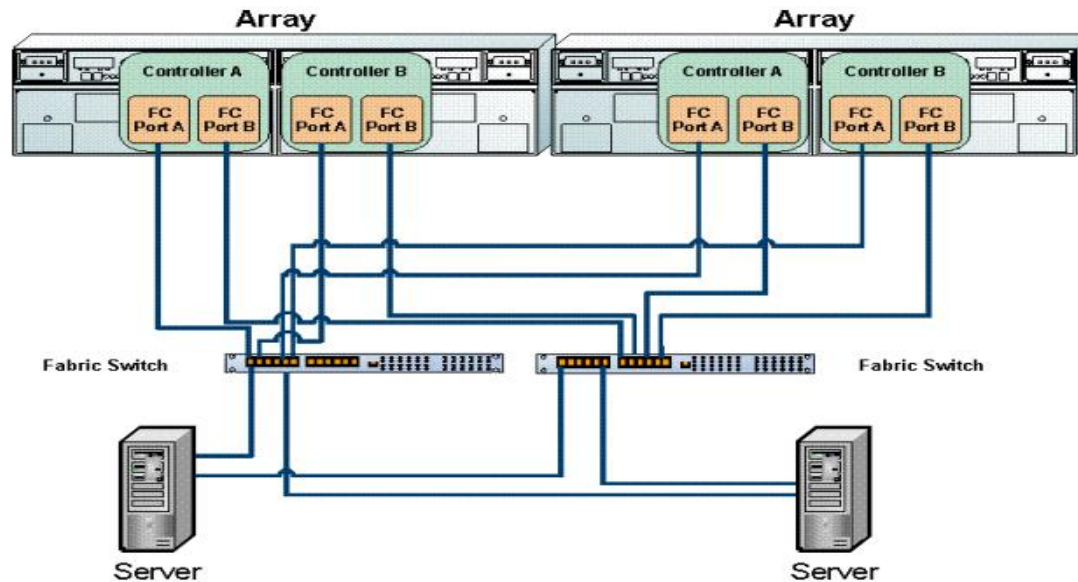 Array
Array
Controller A
Controller B
Controller A
Controller B
FC
Port A
FC
Port B
FC
Port A
FC
Port B
FC
Port A
FC
Port B
FC
Port A
FC
Port B
Fabric Switch
Fabric Switch
Server
Server